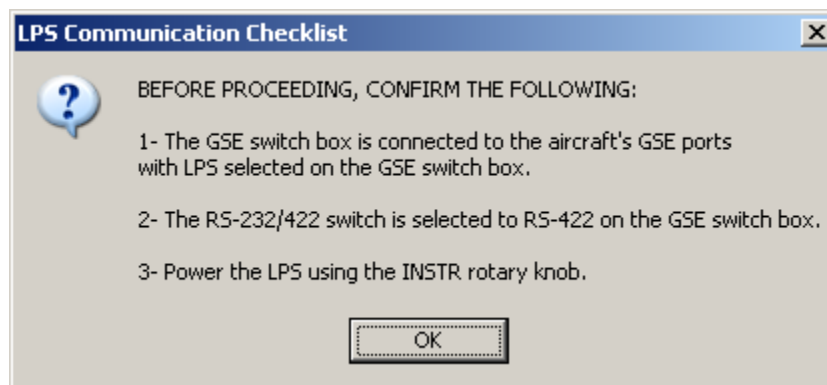 LPS Communication Checklist
BEFORE PROCEEDING, CONFIRM THE FOLLOWING:
1- The GSE switch box is connected to the aircraft's GSE ports
with LPS selected on the GSE switch box.
2- The RS-232/422 switch is selected to RS-422 on the GSE switch box.
3- Power the LPS using the INSTR rotary knob.
OK